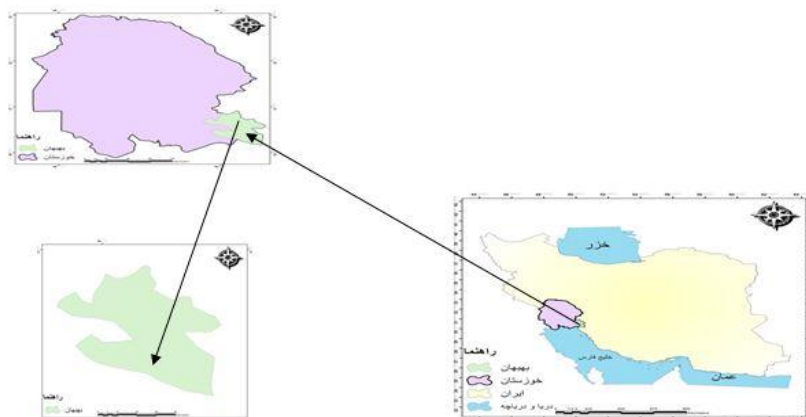 راهنما
بهبهان
خوزستان
راهنما
بهبهان
خزر
خلیج فارس
عمان
راهنما
بهبهان
خوزستان
ایران
دریا و دریاچه